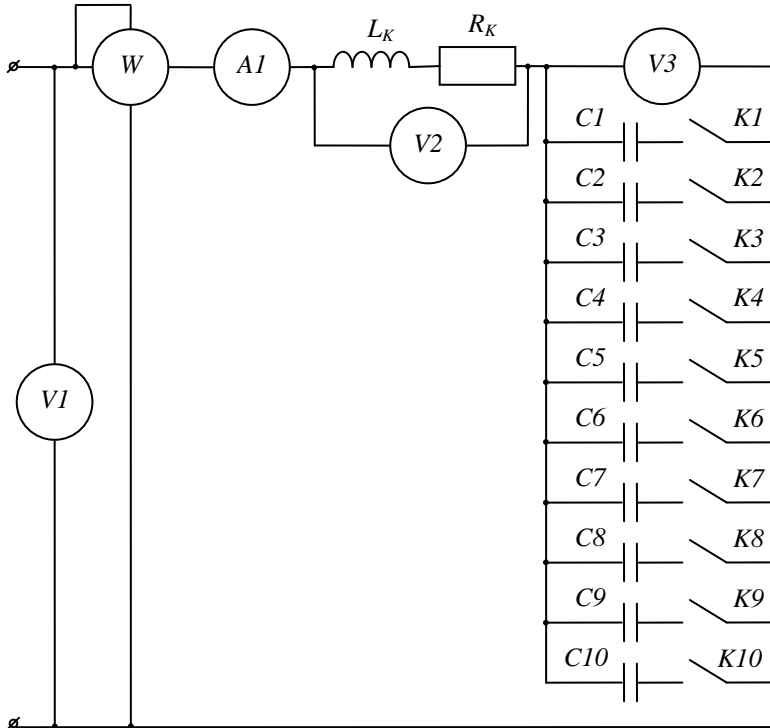 L_K R_K
W A1 V3
C1 K1
V2
C2 K2
C3 K3
C4 K4
C5 K5
V1
C6 K6
C7 K7
C8 K8
C9 K9
C10 K10